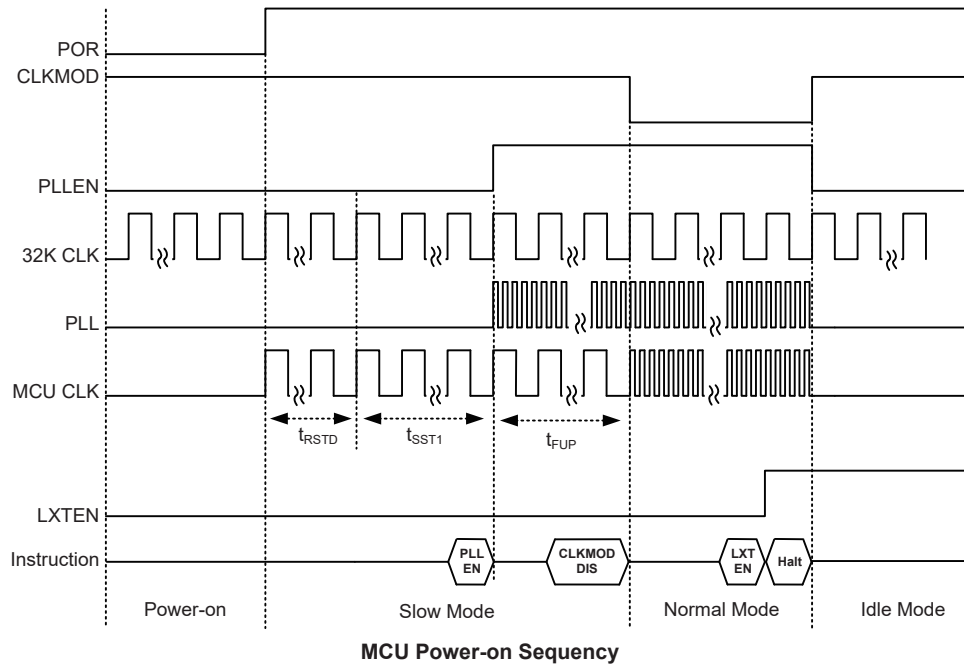 POR
CLKMOD
PLLEN
32K CLK
PLL
MCU CLK
tRSTD tSST1 tFUP
LXTEN
Instruction PLL EN CLKMOD DIS LXT EN Halt
Power-on Slow Mode Normal Mode Idle Mode
MCU Power-on Sequency